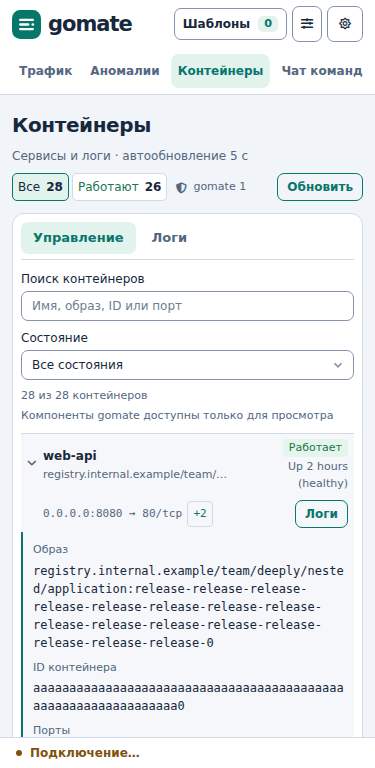 gomate
Шаблоны 0
Трафик Аномалии Контейнеры Чат команд
Контейнеры
Сервисы и логи · автообновление 5 с
Все 28 Работают 26 gomate 1 Обновить
Управление Логи
Поиск контейнеров
Имя, образ, ID или порт
Состояние
Все состояния
28 из 28 контейнеров
Компоненты gomate доступны только для просмотра
web-api
registry.internal.example/team/…
Работает
Up 2 hours
(healthy)
0.0.0.0:8080 → 80/tcp +2
Логи
Образ
registry.internal.example/team/deeply/neste
d/application:release-release-release-
release-release-release-release-release-
release-release-release-release-release-
release-release-release-0
ID контейнера
aaaaaaaaaaaaaaaaaaaaaaaaaaaaaaaaaaaaaaaaaaa
aaaaaaaaaaaaaaaaaaaa0
Порты
Подключение…